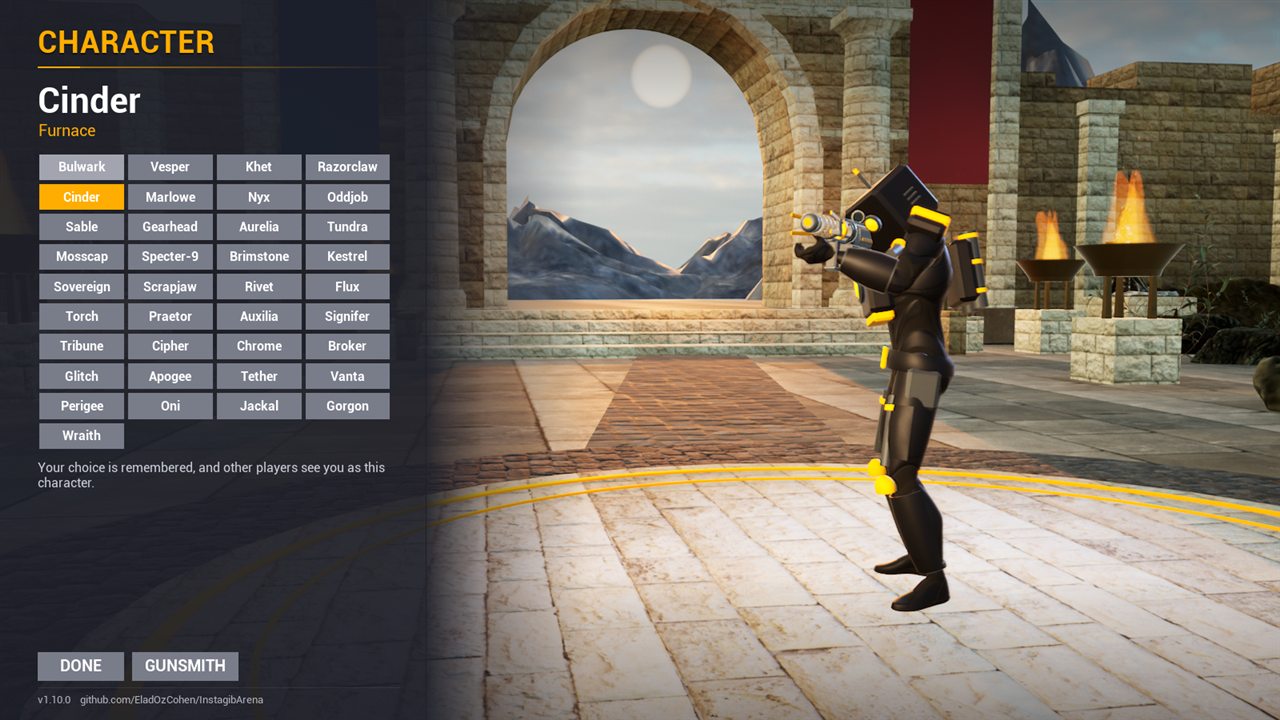 CHARACTER
Cinder
Furnace
Bulwark Vesper Khet Razorclaw
Cinder Marlowe Nyx Oddjob
Sable Gearhead Aurelia Tundra
Mosscap Specter-9 Brimstone Kestrel
Sovereign Scrapjaw Rivet Flux
Torch Praetor Auxilia Signifer
Tribune Cipher Chrome Broker
Glitch Apogee Tether Vanta
Perigee Oni Jackal Gorgon
Wraith
Your choice is remembered, and other players see you as this
character.
DONE GUNSMITH
v1.10.0 github.com/EladOzCohen/InstagibArena